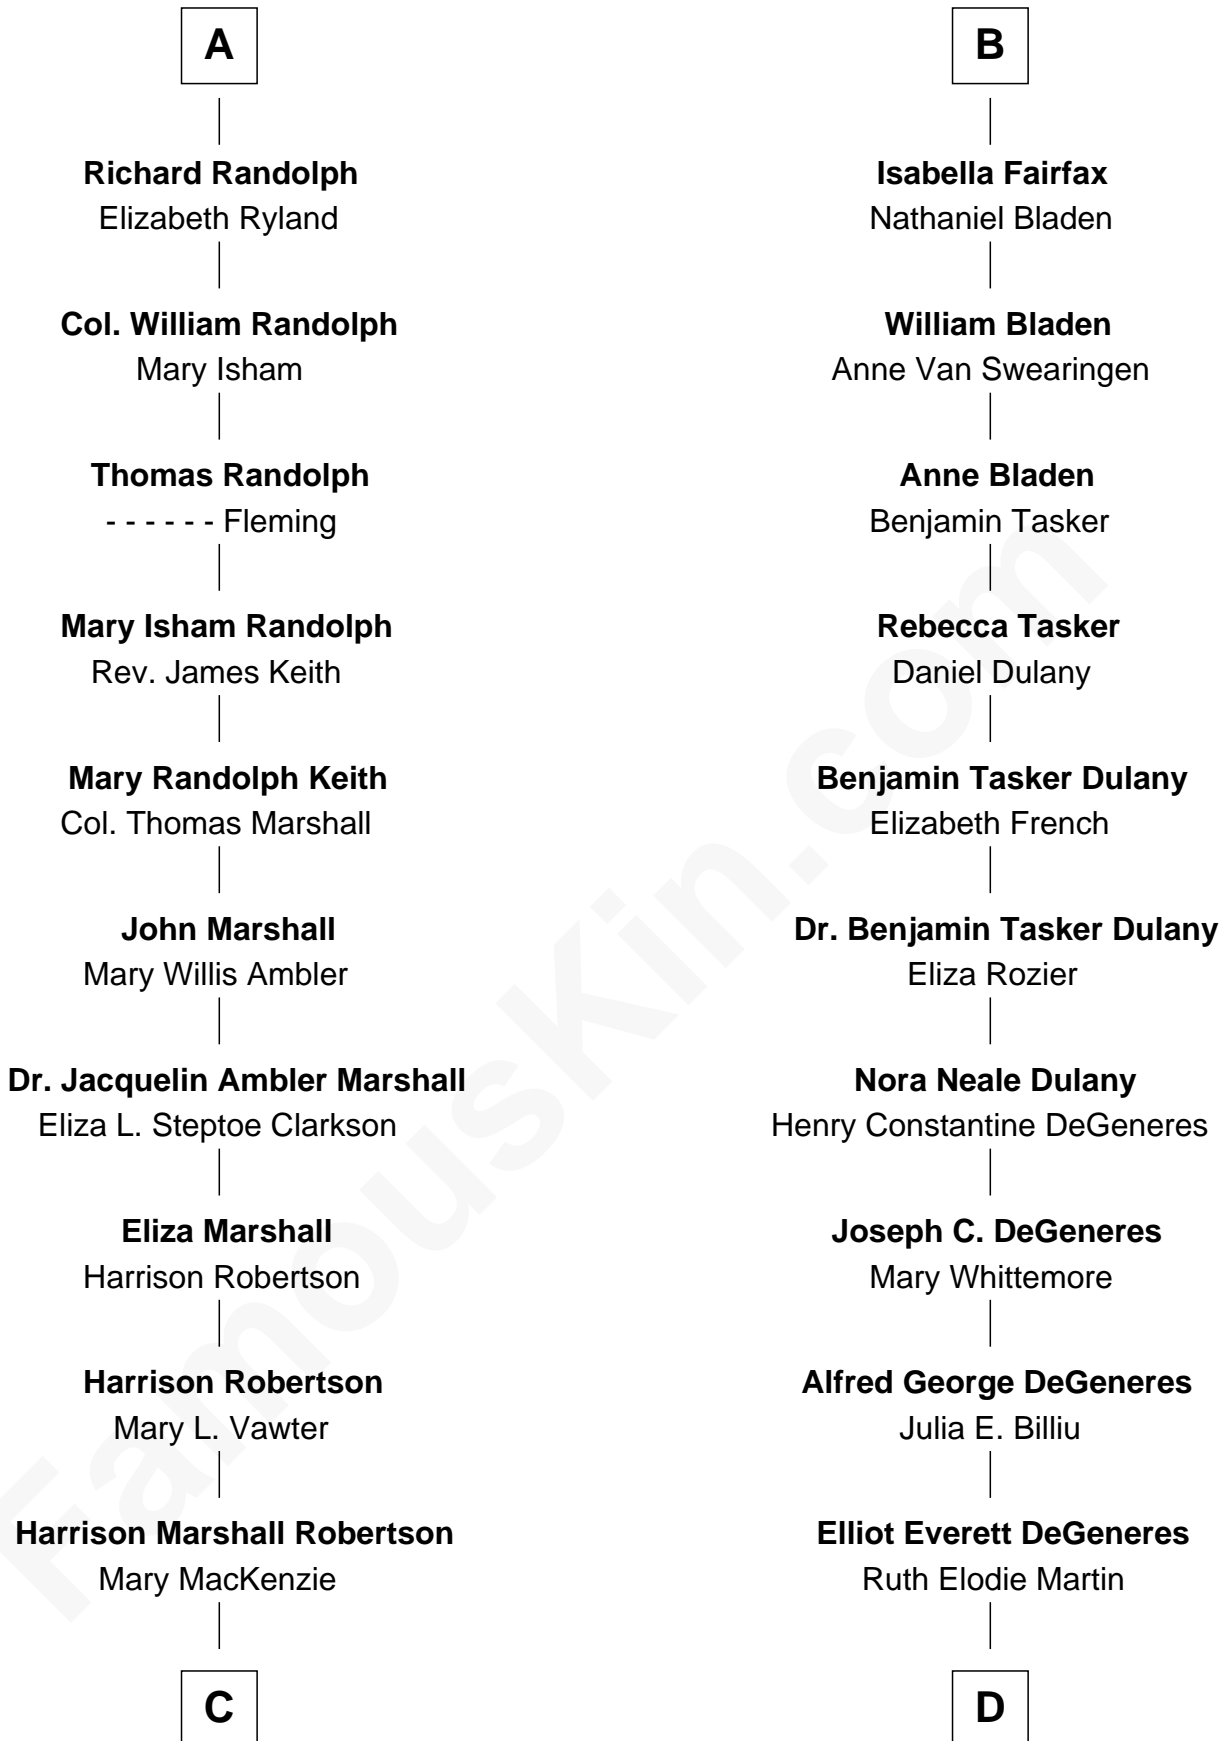 A
Richard Randolph
Elizabeth Ryland
Col. William Randolph
Mary Isham
Thomas Randolph
- - - - - - Fleming
Mary Isham Randolph
Rev. James Keith
Mary Randolph Keith
Col. Thomas Marshall
John Marshall
Mary Willis Ambler
Dr. Jacquelin Ambler Marshall
Eliza L. Steptoe Clarkson
Eliza Marshall
Harrison Robertson
Harrison Robertson
Mary L. Vawter
Harrison Marshall Robertson
Mary MacKenzie
C
B
Isabella Fairfax
Nathaniel Bladen
William Bladen
Anne Van Swearingen
Anne Bladen
Benjamin Tasker
Rebecca Tasker
Daniel Dulany
Benjamin Tasker Dulany
Elizabeth French
Dr. Benjamin Tasker Dulany
Eliza Rozier
Nora Neale Dulany
Henry Constantine DeGeneres
Joseph C. DeGeneres
Mary Whittemore
Alfred George DeGeneres
Julia E. Billiu
Elliot Everett DeGeneres
Ruth Elodie Martin
D
FamousKin.com